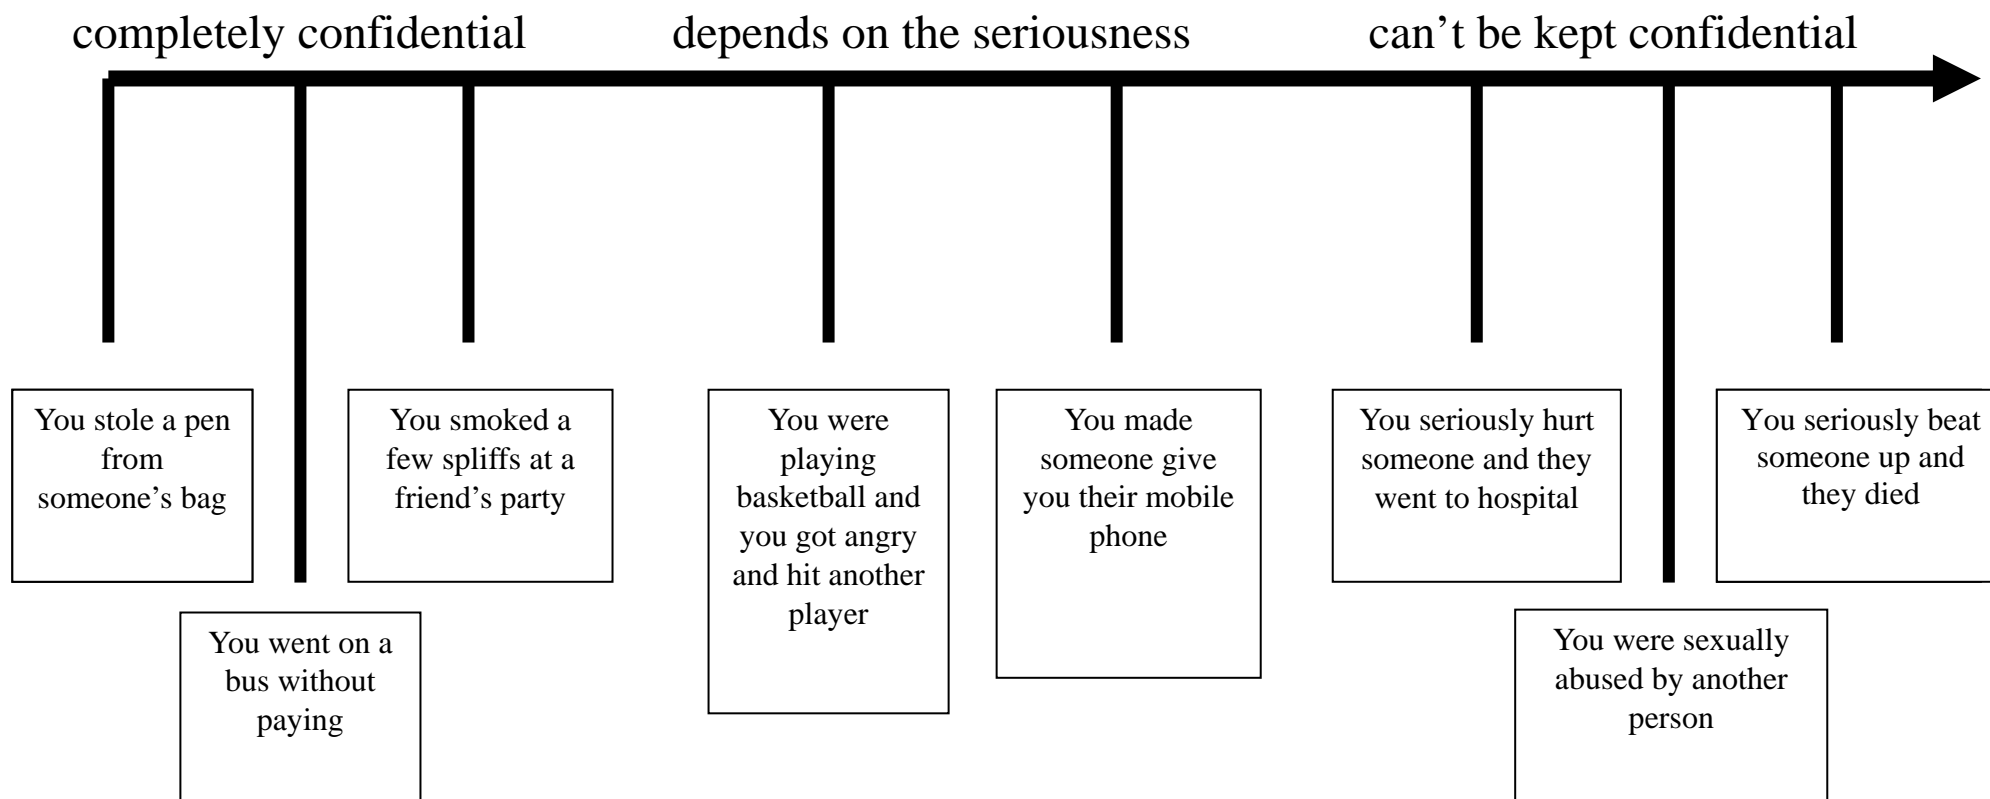 completely confidential
depends on the seriousness
can’t be kept confidential
You stole a pen
from
someone’s bag
You went on a
bus without
paying
You smoked a
few spliffs at a
friend’s party
You were
playing
basketball and
you got angry
and hit another
player
You made
someone give
you their mobile
phone
You seriously hurt
someone and they
went to hospital
You were sexually
abused by another
person
You seriously beat
someone up and
they died